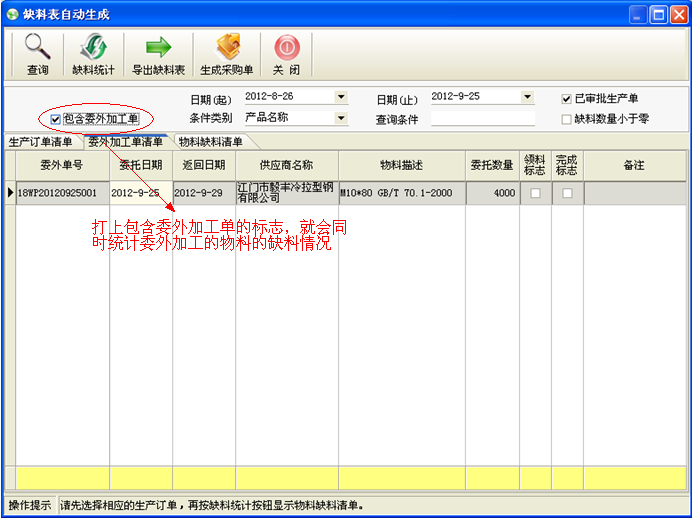 缺料表自动生成
查询 缺料统计 导出缺料表 生成采购单 关 闭
日期(起) 2012-8-26 日期(止) 2012-9-25 已审批生产单
包含委外加工单 条件类别 产品名称 查询条件 缺料数量小于零
生产订单清单 委外加工单清单 物料缺料清单
委外单号 委托日期 返回日期 供应商名称 物料描述 委托数量 领料标志 完成标志 备注
18WP20120925001 2012-9-25 2012-9-29 江门市毅丰冷拉型钢有限公司 M10*80 GB/T 70.1-2000 4000
打上包含委外加工单的标志，就会同
时统计委外加工的物料的缺料情况
操作提示 请先选择相应的生产订单，再按缺料统计按钮显示物料缺料清单。